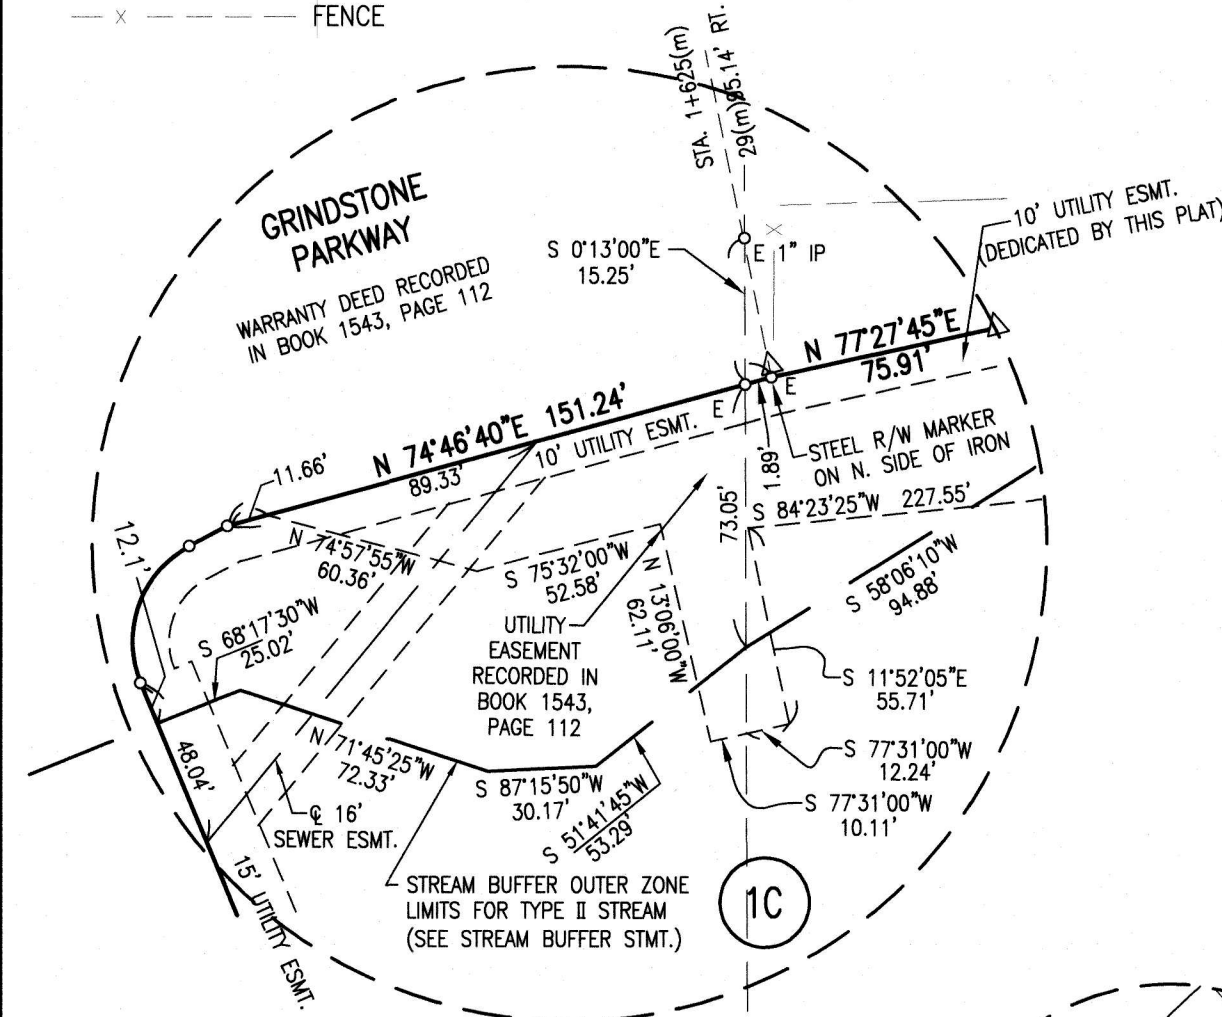 FENCE
STA. 1+625(m)
29(m)95.14' RT.
GRINDSTONE
PARKWAY
WARRANTY DEED RECORDED
IN BOOK 1543, PAGE 112
S 0°13'00"E
15.25'
E 1" IP
10' UTILITY ESMT.
(DEDICATED BY THIS PLAT)
N 77°27'45"E
75.91'
N 74°46'40"E 151.24'
89.33'
10' UTILITY ESMT.
E
E
11.66'
1.89'
STEEL R/W MARKER
ON N. SIDE OF IRON
73.05'
S 84°23'25"W 227.55'
12.1'
N 74°57'55"W
60.36'
S 75°32'00"W
52.58'
N 13°06'00"W
62.11'
S 58°06'10"W
94.88'
S 68°17'30"W
25.02'
UTILITY
EASEMENT
RECORDED IN
BOOK 1543,
PAGE 112
S 11°52'05"E
55.71'
48.04'
N 71°45'25"W
72.33'
S 87°15'50"W
30.17'
S 51°41'45"W
53.29'
S 77°31'00"W
12.24'
S 77°31'00"W
10.11'
℄ 16'
SEWER ESMT.
15' UTILITY ESMT.
STREAM BUFFER OUTER ZONE
LIMITS FOR TYPE II STREAM
(SEE STREAM BUFFER STMT.)
1C